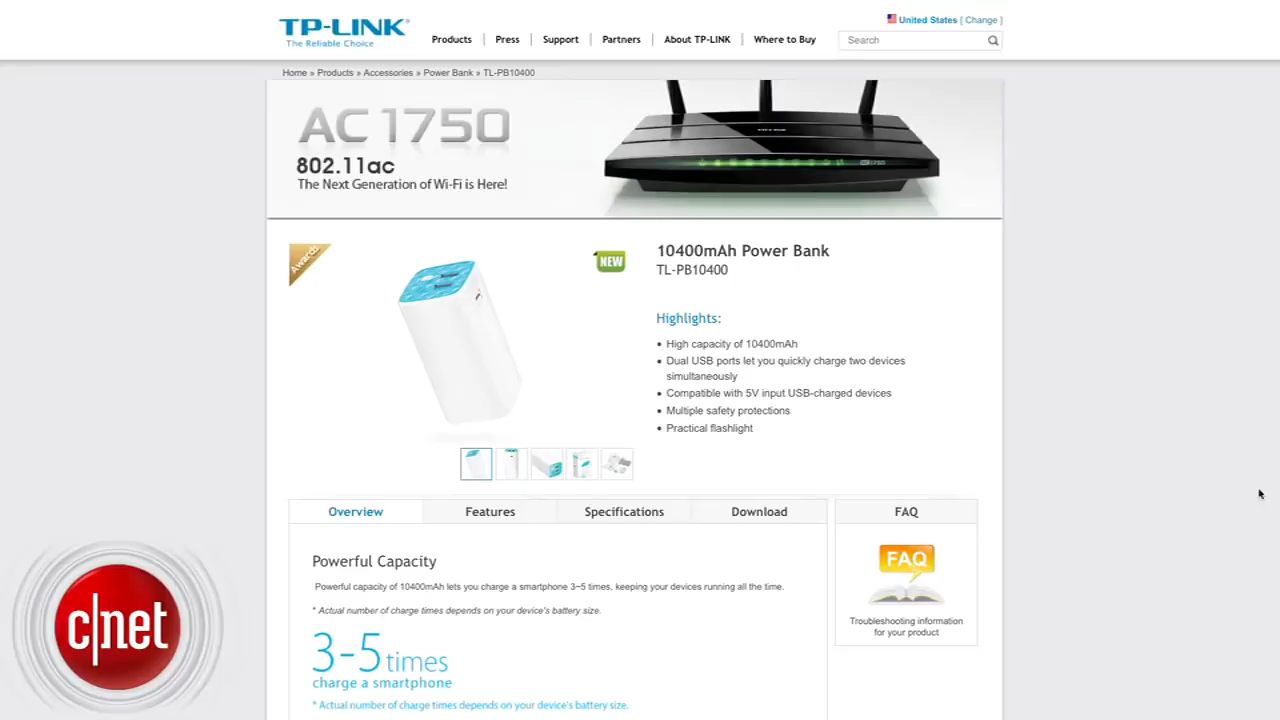 TP-LINK®
The Reliable Choice
Products
Press
Support
Partners
About TP-LINK
Where to Buy
United States [ Change ]
Search
Home » Products » Accessories » Power Bank » TL-PB10400
AC1750
802.11ac
The Next Generation of Wi-Fi is Here!
TP-LINK
Awards
NEW
10400mAh Power Bank
TL-PB10400
Highlights:
• High capacity of 10400mAh
• Dual USB ports let you quickly charge two devices
simultaneously
• Compatible with 5V input USB-charged devices
• Multiple safety protections
• Practical flashlight
Overview
Features
Specifications
Download
FAQ
Powerful Capacity
Powerful capacity of 10400mAh lets you charge a smartphone 3~5 times, keeping your devices running all the time.
* Actual number of charge times depends on your device's battery size.
3-5 times
charge a smartphone
* Actual number of charge times depends on your device's battery size.
FAQ
Troubleshooting information
for your product
c|net